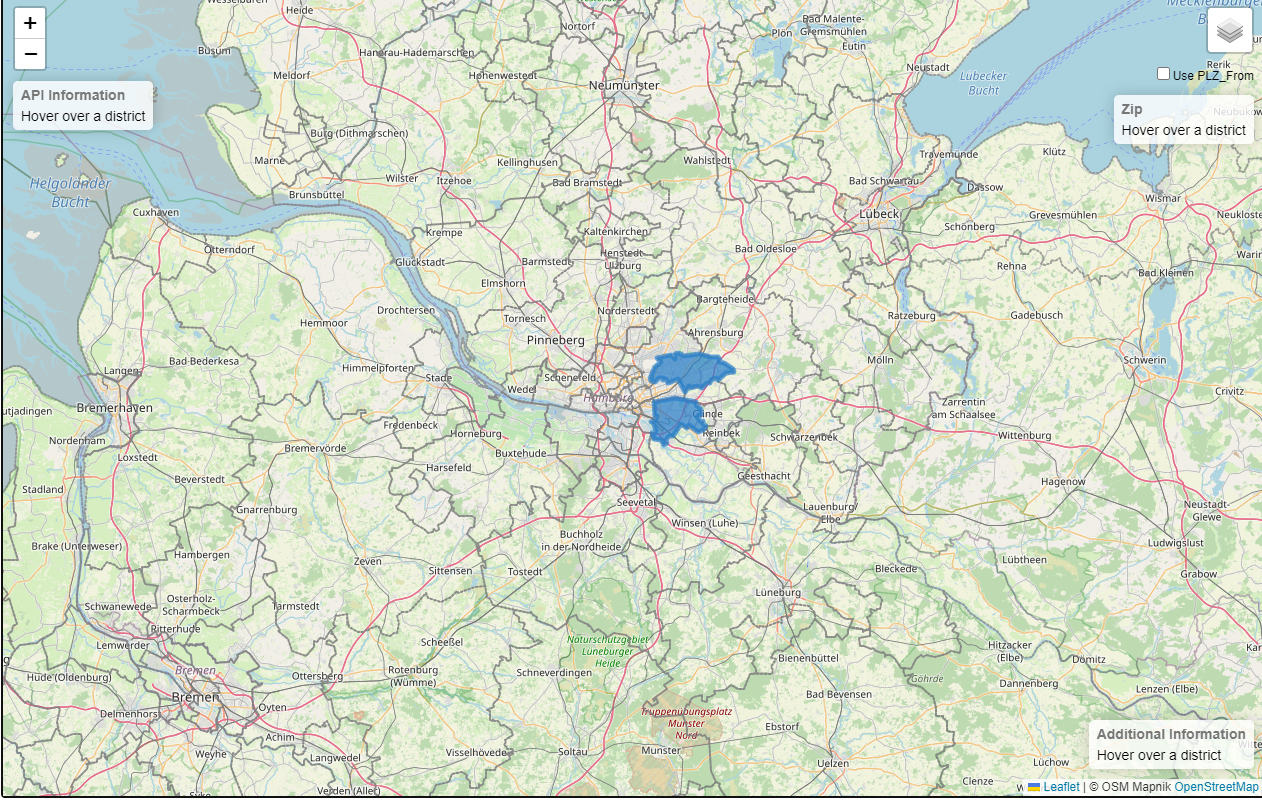 Wesselburen
Heide
Nortorf
Bad Malente-
Gremsmühlen
Plön
Eutin
+
−
Büsum
Hennstedt
Hanerau-Hademarschen
Meldorf
Hohenwestedt
Neumünster
Neustadt
Lübecker
Bucht
Rerik
Use PLZ_From
API Information
Hover over a district
Zip
Hover over a district
Neubukow
Burg (Dithmarschen)
Marne
Kellinghusen
Wahlstedt
Travemünde
Klütz
Wilster
Itzehoe
Bad Bramstedt
Bad Schwartau
Dassow
Helgoländer
Bucht
Brunsbüttel
Wismar
Cuxhaven
Lübeck
Grevesmühlen
Neukloster
Otterndorf
Krempe
Kaltenkirchen
Schönberg
Bad Oldesloe
Henstedt-
Ulzburg
Glückstadt
Barmstedt
Rehna
Bad Kleinen
Elmshorn
Bargteheide
Drochtersen
Norderstedt
Ratzeburg
Gadebusch
Hemmoor
Tornesch
Ahrensburg
Pinneberg
Bad Bederkesa
Himmelpforten
Mölln
Schwerin
Langen
Stade
Schenefeld
Wedel
Hamburg
Crivitz
Bremerhaven
Zarrentin
am Schaalsee
Nordenham
Fredenbeck
Horneburg
Glinde
Reinbek
Schwarzenbek
Wittenburg
Loxstedt
Bremervörde
Buxtehude
Harsefeld
Geesthacht
Hagenow
Stadland
Beverstedt
Gnarrenburg
Seevetal
Lauenburg/
Elbe
Neustadt-
Glewe
Winsen (Luhe)
Buchholz
in der Nordheide
Brake (Unterweser)
Hambergen
Zeven
Sittensen
Tostedt
Bleckede
Lübtheen
Ludwigslust
Grabow
Osterholz-
Scharmbeck
Schwanewede
Tarmstedt
Lüneburg
Ritterhude
Lemwerder
Scheeßel
Naturschutzgebiet
Lüneburger
Heide
Hitzacker
(Elbe)
Dömitz
Bienenbüttel
Bremen
Hude (Oldenburg)
Ottersberg
Rotenburg
(Wümme)
Schneverdingen
Göhrde
Dannenberg
Lenzen (Elbe)
Bremen
Bad Bevensen
Delmenhorst
Oyten
Truppenübungsplatz
Munster
Nord
Ebstorf
Achim
Weyhe
Langwedel
Visselhövede
Soltau
Munster
Uelzen
Additional Information
Hover over a district
Lüchow
Clenze
Verden (Aller)
Leaflet | © OSM Mapnik OpenStreetMap